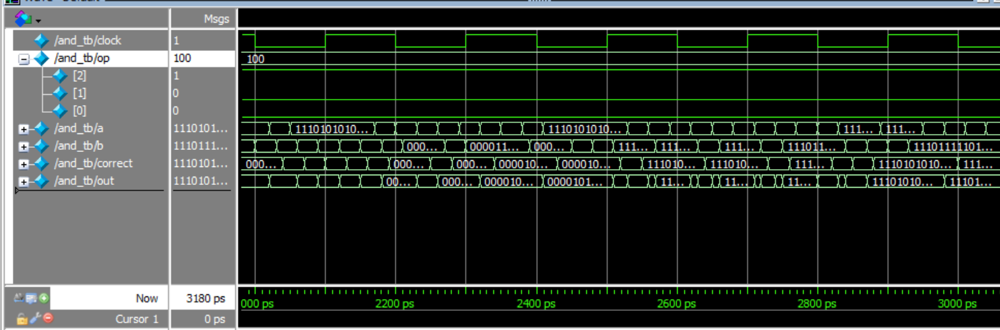 Msgs
/and_tb/clock 1
/and_tb/op 100 100
[2] 1
[1] 0
[0] 0
/and_tb/a 1110101... 1110101010... 1110101010... 111... 111...
/and_tb/b 1110111... 000... 000011... 000... 111... 111... 111... 111011... 11101111101...
/and_tb/correct 1110101... 000... 000... 000... 000010... 000010... 111010... 111010... 111... 1110101010... 111...
/and_tb/out 1110101... 00... 000... 000010... 0000101... 11... 11... 11... 11101010... 11101...
Now 3180 ps 000 ps 2200 ps 2400 ps 2600 ps 2800 ps 3000 ps
Cursor 1 0 ps